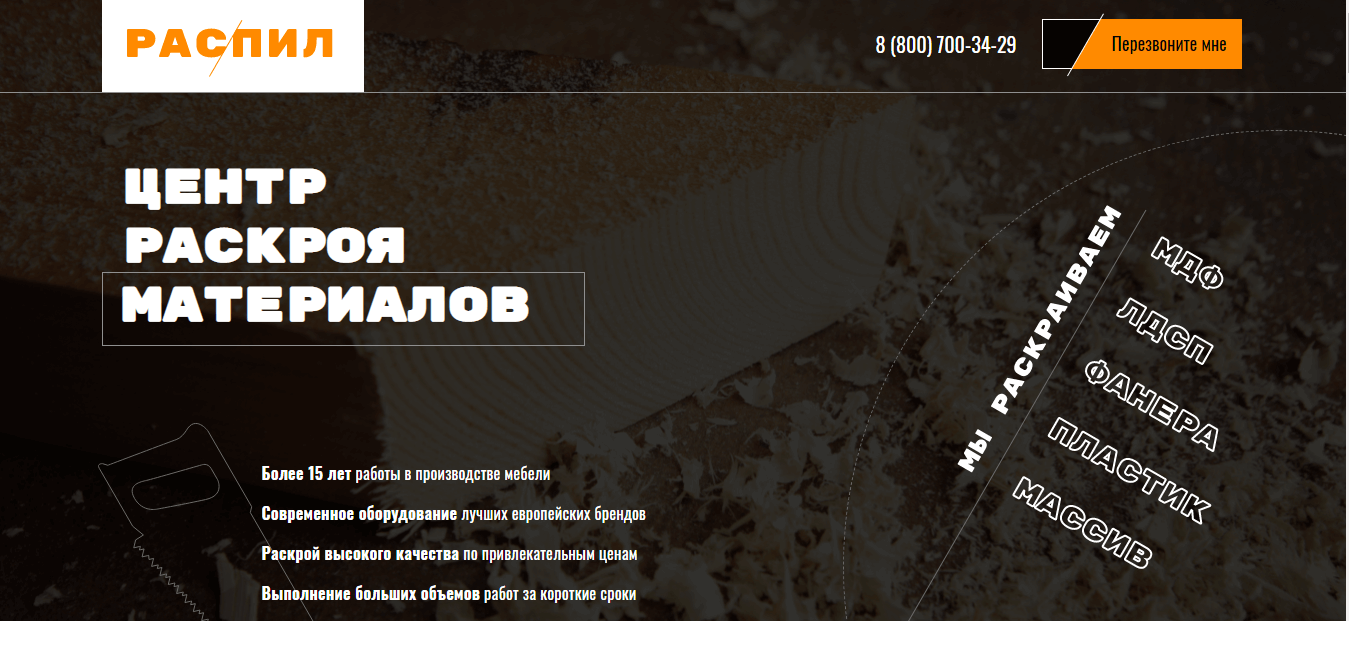 РАСПИЛ
8 (800) 700-34-29
Перезвоните мне
ЦЕНТР
РАСКРОЯ
МАТЕРИАЛОВ
Более 15 лет работы в производстве мебели
Современное оборудование лучших европейских брендов
Раскрой высокого качества по привлекательным ценам
Выполнение больших объемов работ за короткие сроки
МЫ РАСКРАИВАЕМ
МДФ
ЛДСП
ФАНЕРА
ПЛАСТИК
МАССИВ